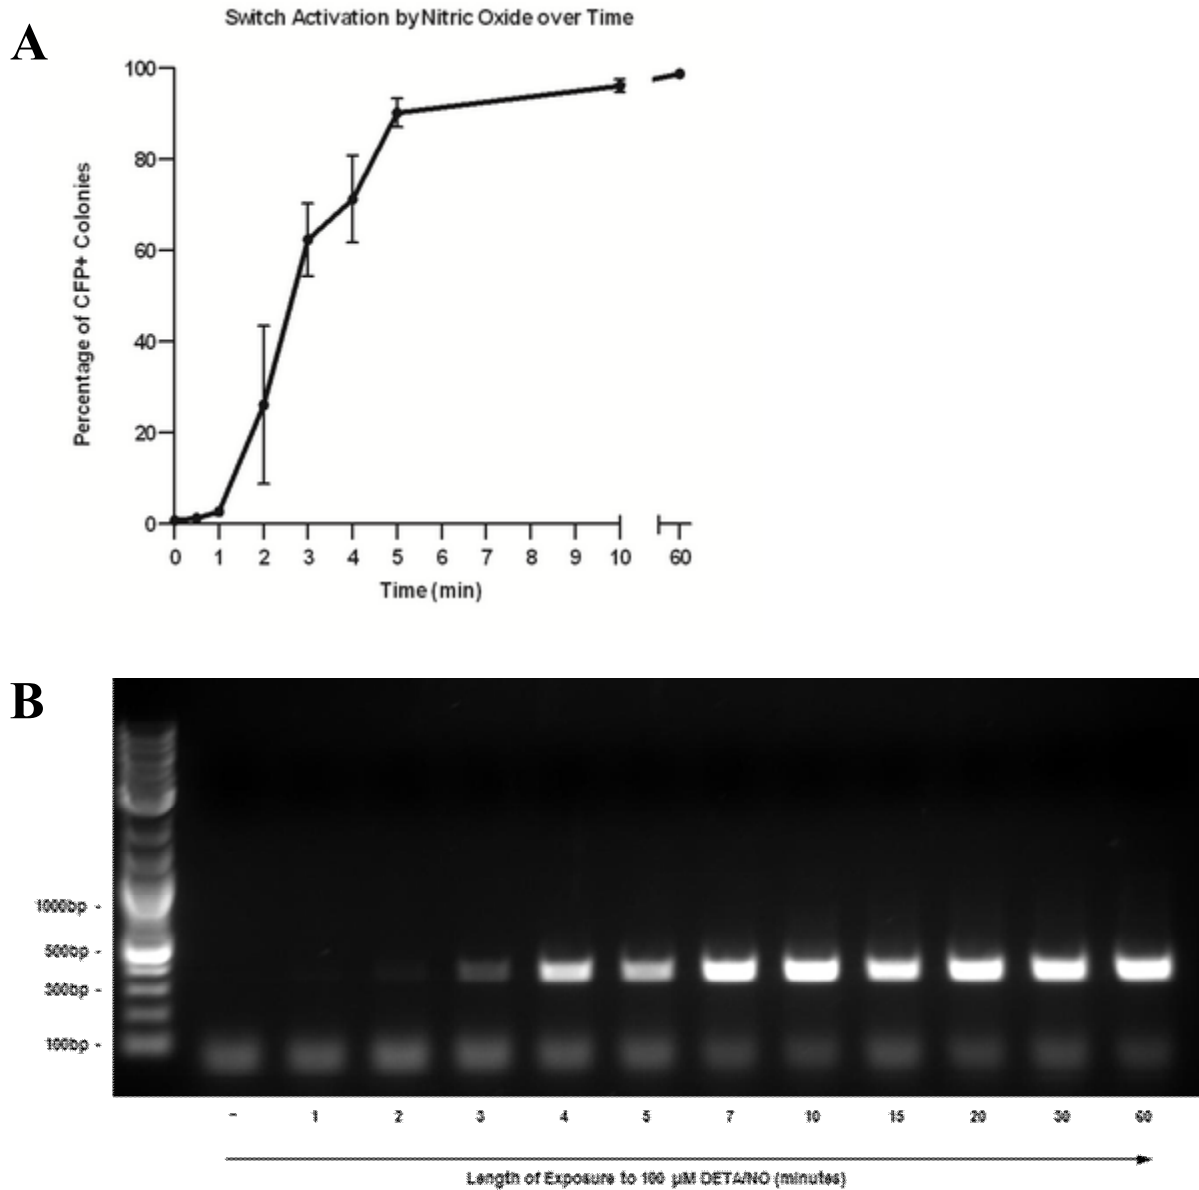 A
Switch Activation by Nitric Oxide over Time
100
80
60
40
20
0
Percentage of CFP+ Colonies
0 1 2 3 4 5 6 7 8 9 10 60
Time (min)
B
1000bp -
500bp -
300bp -
100bp -
- 1 2 3 4 5 7 10 15 20 30 60
Length of Exposure to 100 µM DETA/NO (minutes)